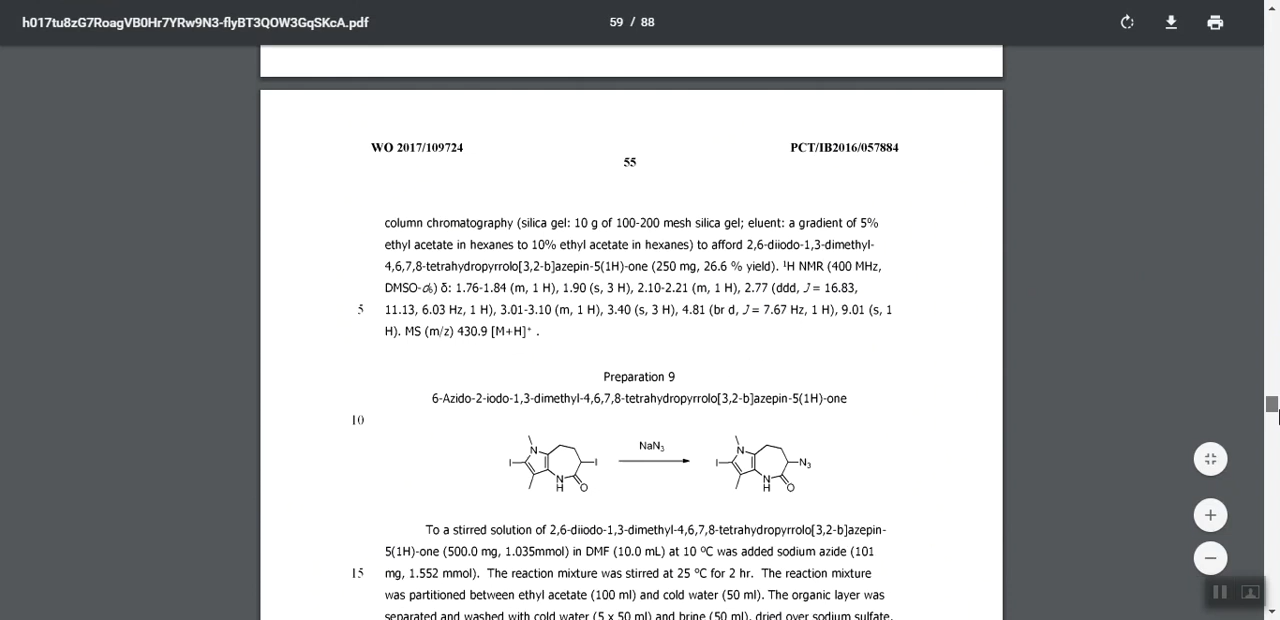 h017tu8zG7RoagVB0Hr7YRw9N3-flyBT3QOW3GqSKcA.pdf
59 / 88
WO 2017/109724
PCT/IB2016/057884
55
column chromatography (silica gel: 10 g of 100-200 mesh silica gel; eluent: a gradient of 5%
ethyl acetate in hexanes to 10% ethyl acetate in hexanes) to afford 2,6-diiodo-1,3-dimethyl-
4,6,7,8-tetrahydropyrrolo[3,2-b]azepin-5(1H)-one (250 mg, 26.6 % yield). ¹H NMR (400 MHz,
DMSO-d₆) δ: 1.76-1.84 (m, 1 H), 1.90 (s, 3 H), 2.10-2.21 (m, 1 H), 2.77 (ddd, J = 16.83,
5 11.13, 6.03 Hz, 1 H), 3.01-3.10 (m, 1 H), 3.40 (s, 3 H), 4.81 (br d, J = 7.67 Hz, 1 H), 9.01 (s, 1
H). MS (m/z) 430.9 [M+H]⁺ .
Preparation 9
6-Azido-2-iodo-1,3-dimethyl-4,6,7,8-tetrahydropyrrolo[3,2-b]azepin-5(1H)-one
10
I N N H O I NaN₃ I N N H O N₃
To a stirred solution of 2,6-diiodo-1,3-dimethyl-4,6,7,8-tetrahydropyrrolo[3,2-b]azepin-
5(1H)-one (500.0 mg, 1.035mmol) in DMF (10.0 mL) at 10 ⁰C was added sodium azide (101
15 mg, 1.552 mmol). The reaction mixture was stirred at 25 ⁰C for 2 hr. The reaction mixture
was partitioned between ethyl acetate (100 ml) and cold water (50 ml). The organic layer was
separated and washed with cold water (5 x 50 ml) and brine (50 ml), dried over sodium sulfate,